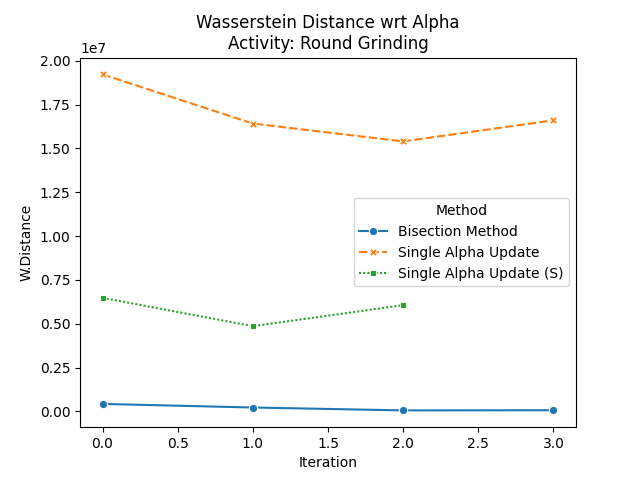 Wasserstein Distance wrt Alpha
Activity: Round Grinding
1e7
2.00
1.75
1.50
1.25
1.00
0.75
0.50
0.25
0.00
W.Distance
Method
Bisection Method
Single Alpha Update
Single Alpha Update (S)
0.0 0.5 1.0 1.5 2.0 2.5 3.0
Iteration